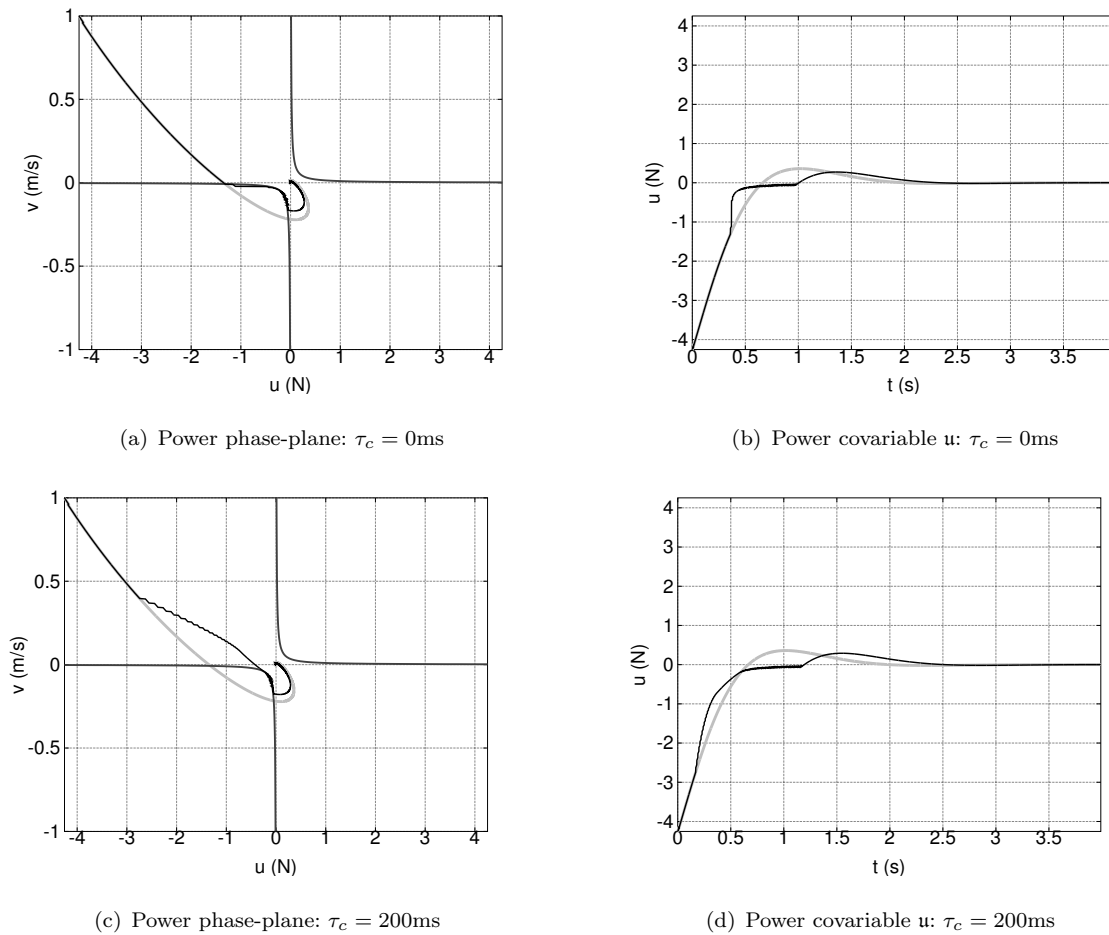 1
0.5
0
-0.5
-1
v (m/s)
-4 -3 -2 -1 0 1 2 3 4
u (N)
(a) Power phase-plane: τc = 0ms
4
3
2
1
0
-1
-2
-3
-4
u (N)
0 0.5 1 1.5 2 2.5 3 3.5
t (s)
(b) Power covariable 𝔲: τc = 0ms
1
0.5
0
-0.5
-1
v (m/s)
-4 -3 -2 -1 0 1 2 3 4
u (N)
(c) Power phase-plane: τc = 200ms
4
3
2
1
0
-1
-2
-3
-4
u (N)
0 0.5 1 1.5 2 2.5 3 3.5
t (s)
(d) Power covariable 𝔲: τc = 200ms